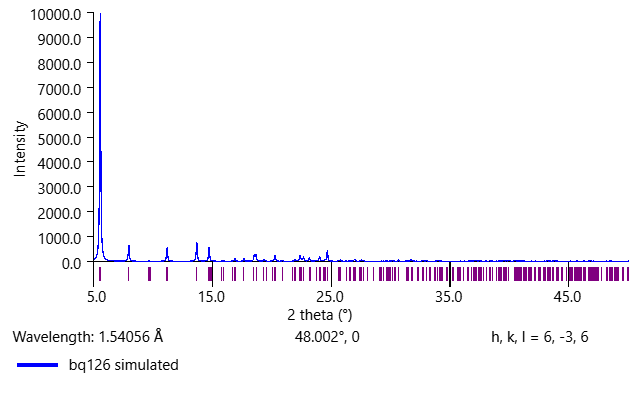 10000.0
9000.0
8000.0
7000.0
6000.0
5000.0
4000.0
3000.0
2000.0
1000.0
0.0
Intensity
5.0 15.0 25.0 35.0 45.0
2 theta (°)
Wavelength: 1.54056 Å 48.002°, 0 h, k, l = 6, -3, 6
bq126 simulated